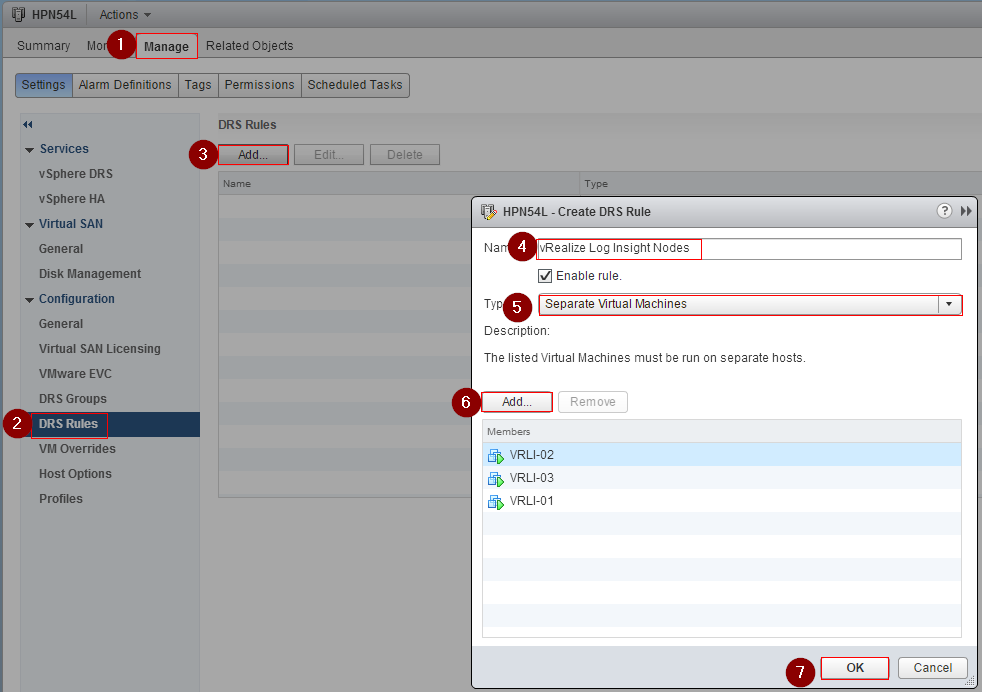 HPN54L Actions
Summary Mon 1 Manage Related Objects
Settings Alarm Definitions Tags Permissions Scheduled Tasks
DRS Rules
Services
3 Add... Edit... Delete
vSphere DRS
Name Type
vSphere HA
Virtual SAN
General
Disk Management
Configuration
General
Virtual SAN Licensing
VMware EVC
DRS Groups
2 DRS Rules
VM Overrides
Host Options
Profiles
HPN54L - Create DRS Rule ?
Nam 4 vRealize Log Insight Nodes
Enable rule.
Typ 5 Separate Virtual Machines
Description:
The listed Virtual Machines must be run on separate hosts.
6 Add... Remove
Members
VRLI-02
VRLI-03
VRLI-01
7 OK Cancel